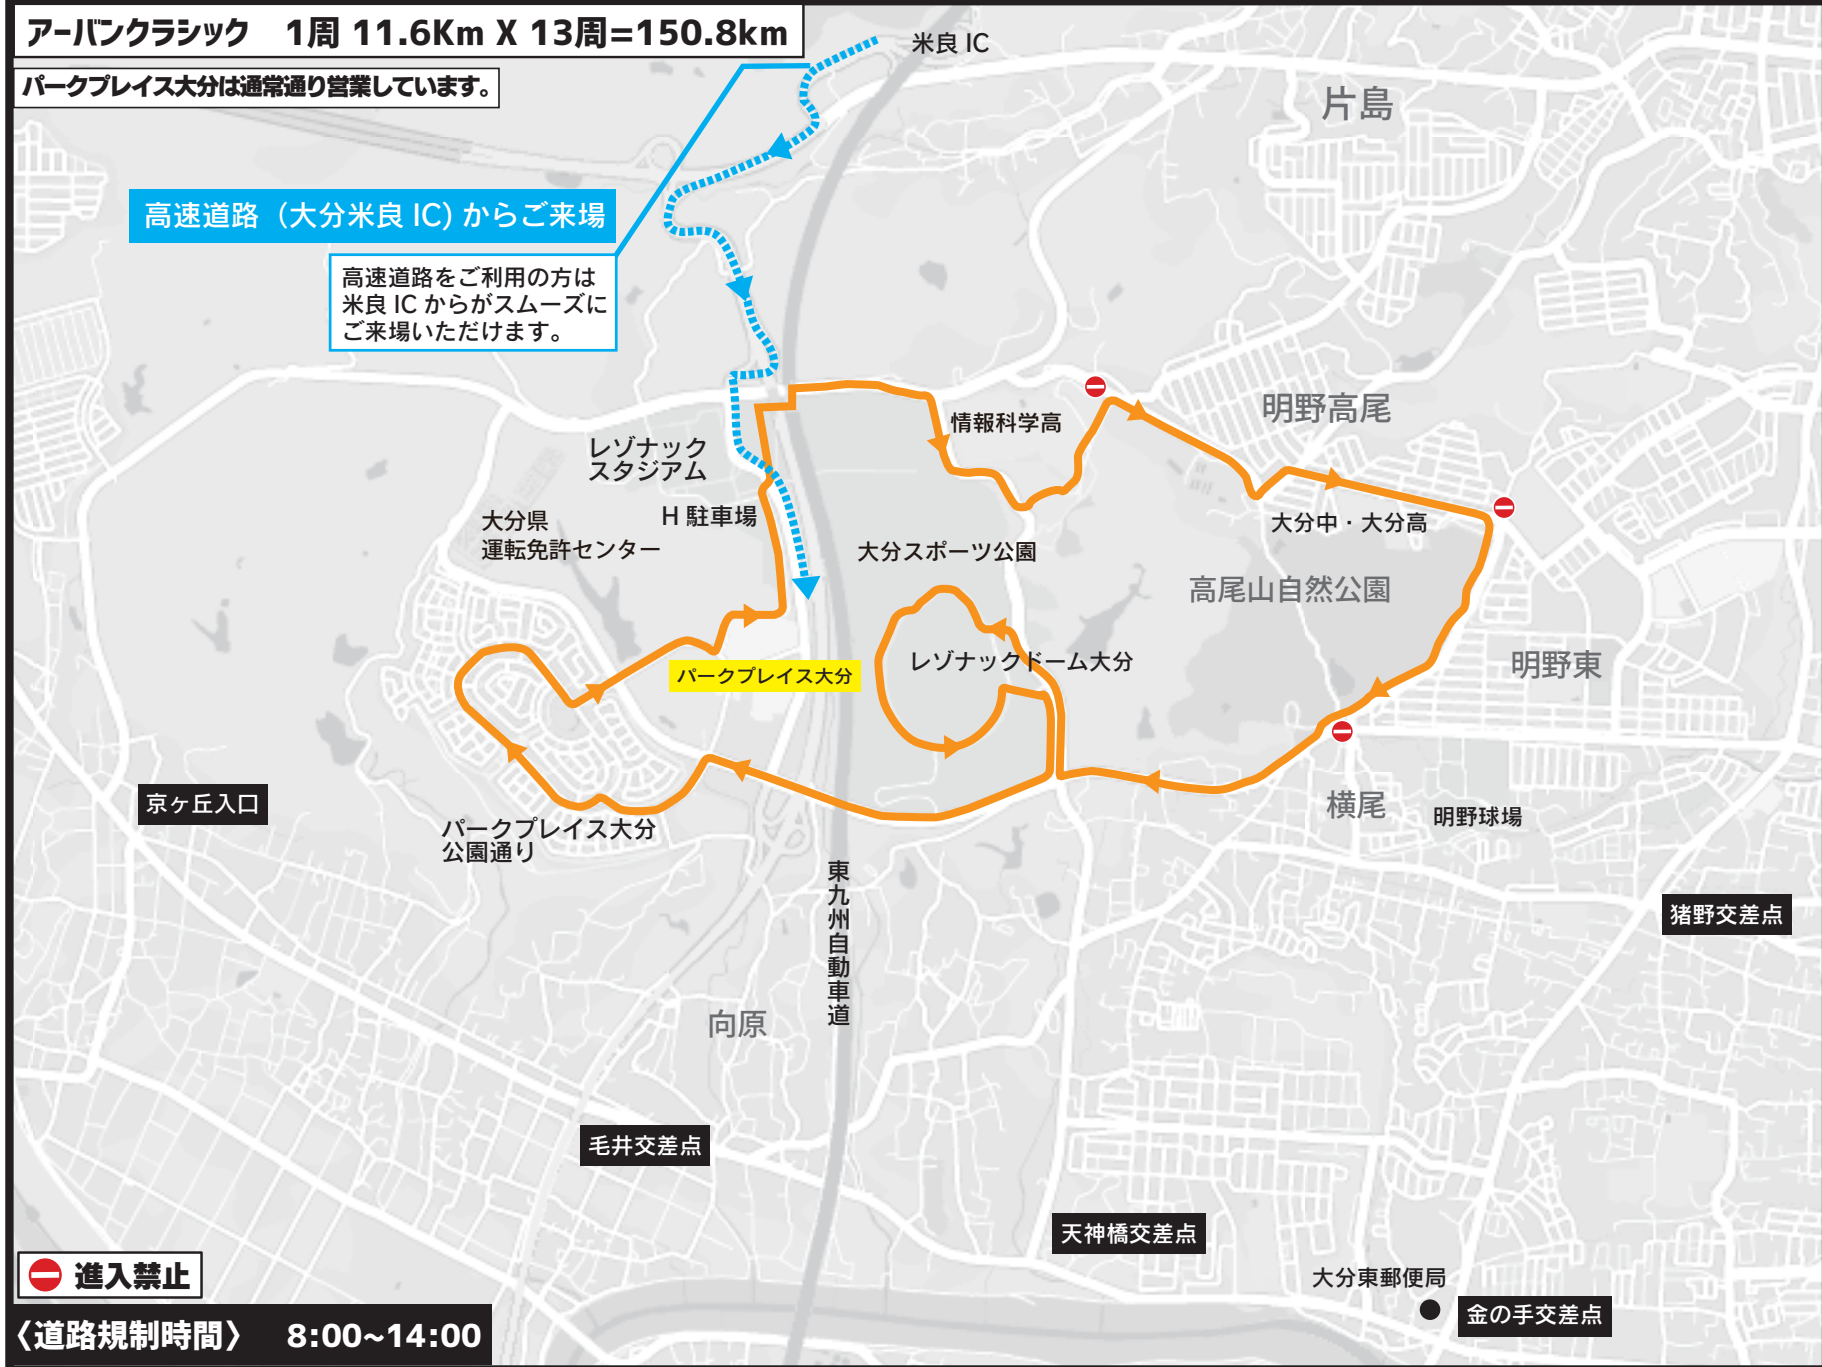 アーバンクラシック　1周 11.6Km X 13周=150.8km
パークプレイス大分は通常通り営業しています。
米良 IC
片島
高速道路（大分米良 IC) からご来場
高速道路をご利用の方は
米良 IC からがスムーズに
ご来場いただけます。
明野高尾
情報科学高
レゾナック
スタジアム
H 駐車場
大分県
運転免許センター
大分スポーツ公園
大分中・大分高
高尾山自然公園
明野東
レゾナックドーム大分
パークプレイス大分
京ヶ丘入口
パークプレイス大分
公園通り
横尾
明野球場
東九州自動車道
猪野交差点
向原
毛井交差点
天神橋交差点
大分東郵便局
金の手交差点
進入禁止
〈道路規制時間〉　8:00~14:00